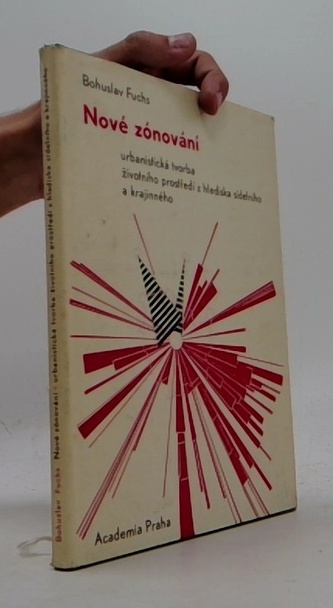 Bohuslav Fuchs
Nové zónování
urbanistická tvorba
životního prostředí z hlediska sídelního
a krajinného
Academia Praha
Bohuslav Fuchs Nové zónování - urbanistická tvorba životního prostředí z hlediska sídelního a krajinného